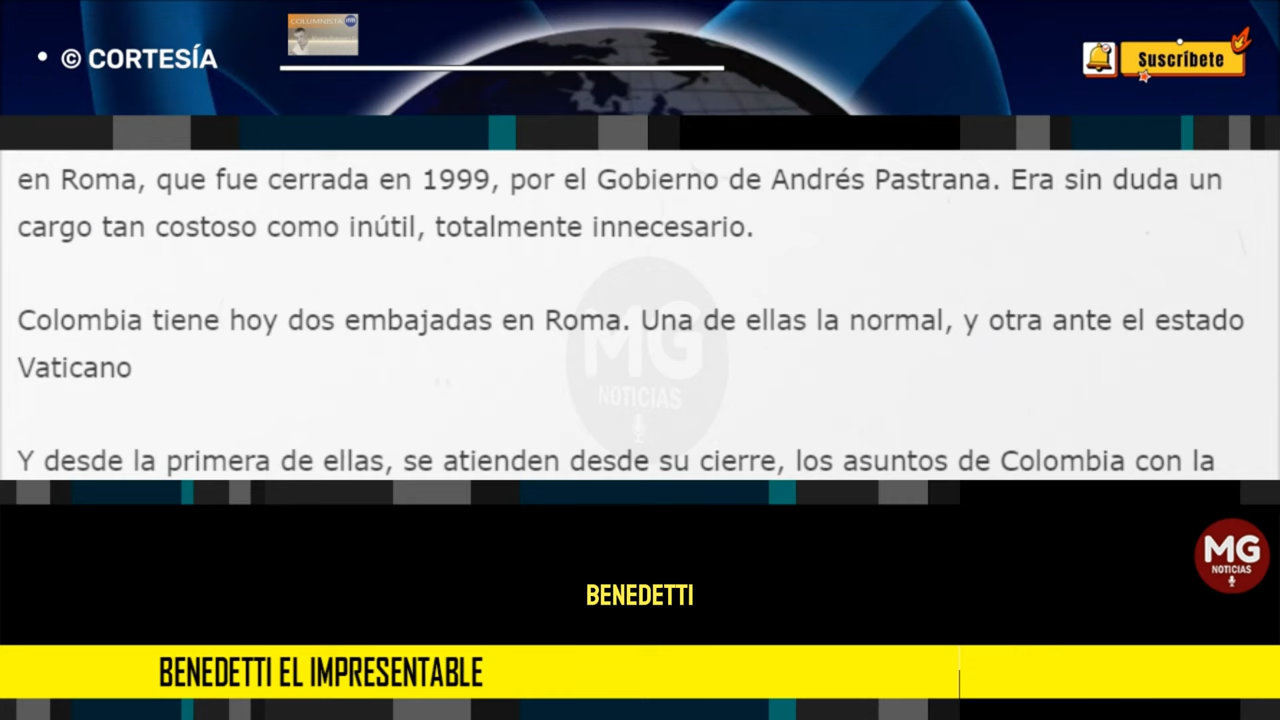 COLUMNISTA
• © CORTESÍA
Suscríbete
en Roma, que fue cerrada en 1999, por el Gobierno de Andrés Pastrana. Era sin duda un
cargo tan costoso como inútil, totalmente innecesario.
Colombia tiene hoy dos embajadas en Roma. Una de ellas la normal, y otra ante el estado
Vaticano
MG
NOTICIAS
Y desde la primera de ellas, se atienden desde su cierre, los asuntos de Colombia con la
MG
NOTICIAS
BENEDETTI
BENEDETTI EL IMPRESENTABLE